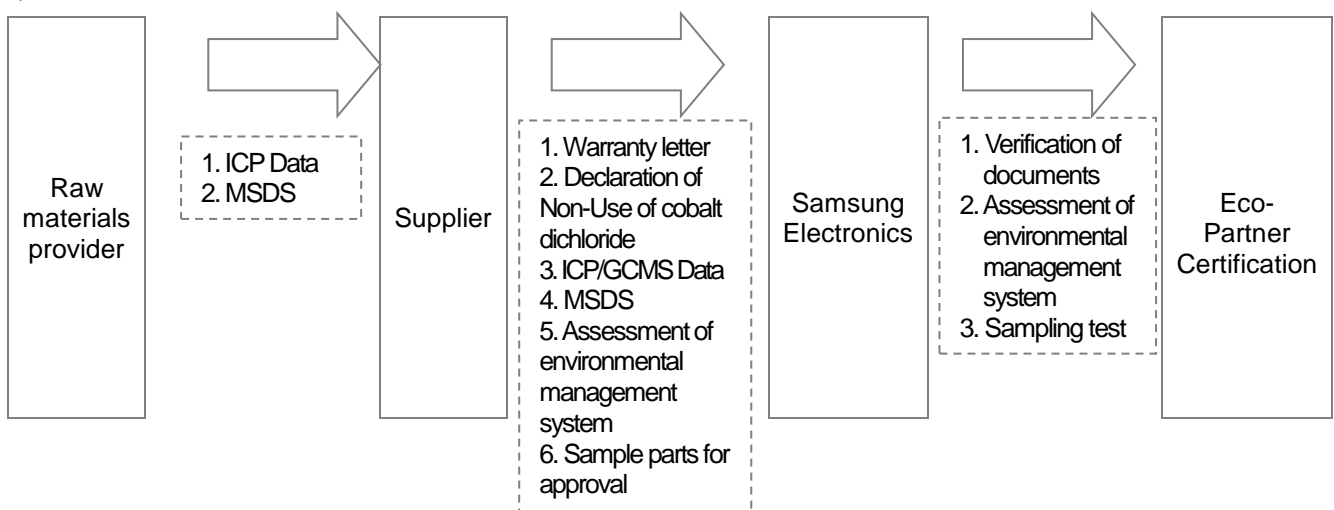 Raw
materials
provider
1. ICP Data
2. MSDS
Supplier
1. Warranty letter
2. Declaration of
Non-Use of cobalt
dichloride
3. ICP/GCMS Data
4. MSDS
5. Assessment of
environmental
management
system
6. Sample parts for
approval
Samsung
Electronics
1. Verification of
documents
2. Assessment of
environmental
management
system
3. Sampling test
Eco-
Partner
Certification